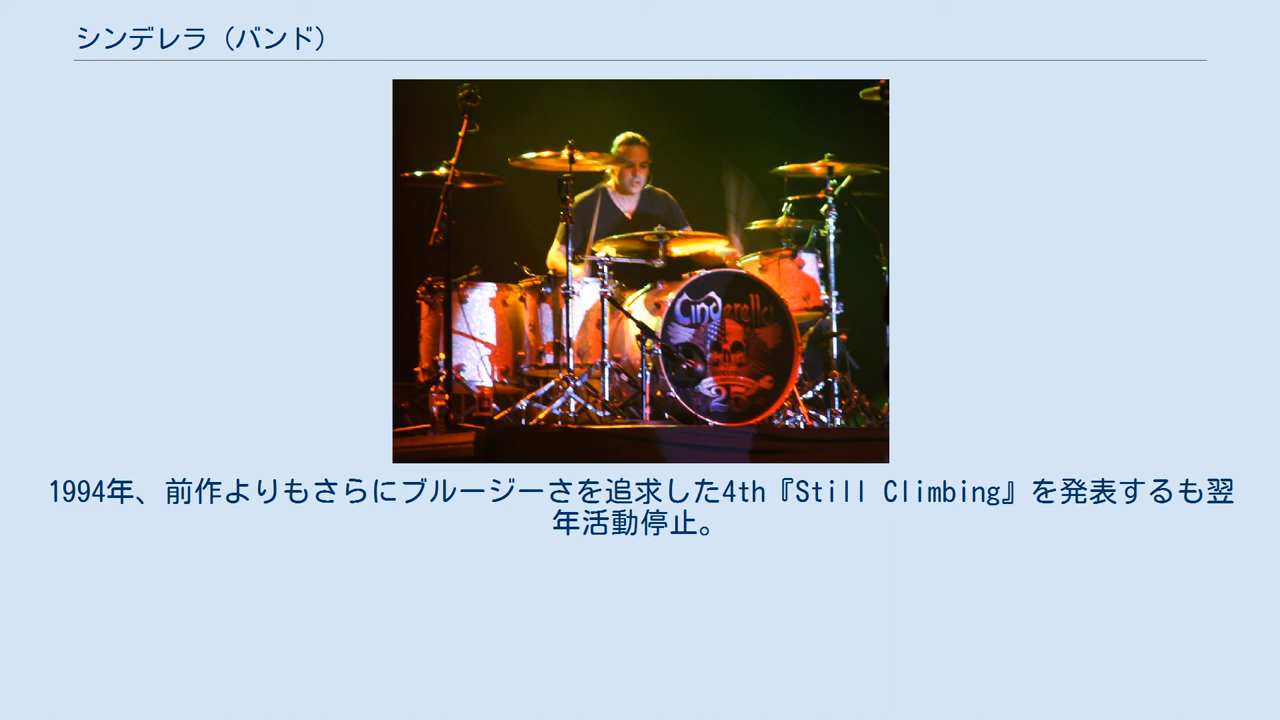 シンデレラ（バンド）
Cinderella
25
1994年、前作よりもさらにブルージーさを追求した4th『Still Climbing』を発表するも翌
年活動停止。